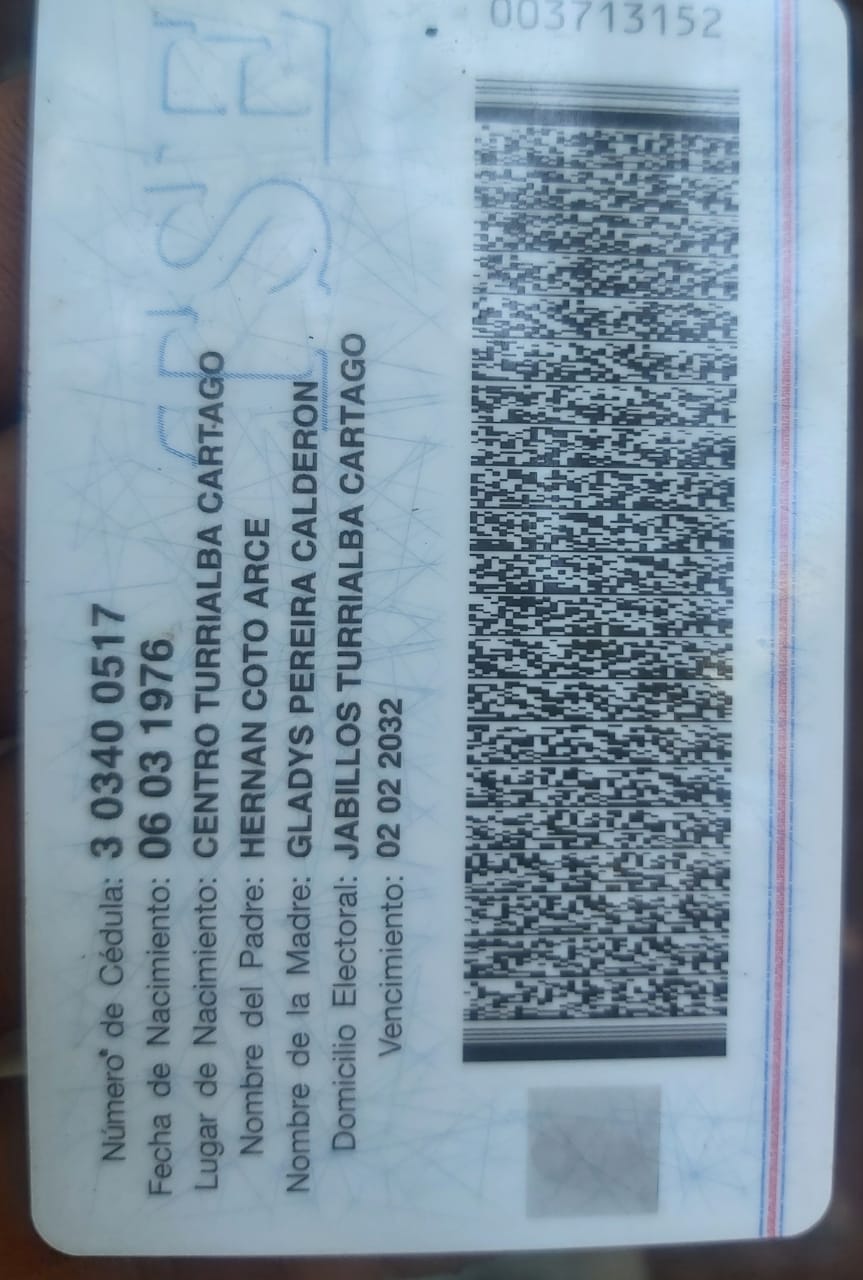 Número* de Cédula: 3 0340 0517
Fecha de Nacimiento: 06 03 1976
Lugar de Nacimiento: CENTRO TURRIALBA CARTAGO
Nombre del Padre: HERNAN COTO ARCE
Nombre de la Madre: GLADYS PEREIRA CALDERON
Domicilio Electoral: JABILLOS TURRIALBA CARTAGO
Vencimiento: 02 02 2032
003713152